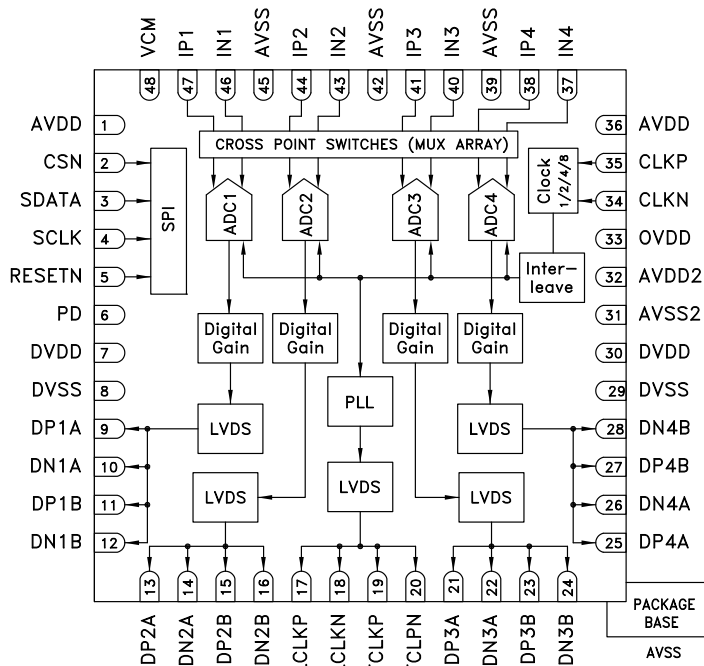 VCM
IP1
IN1
AVSS
IP2
IN2
AVSS
IP3
IN3
AVSS
IP4
IN4
48
47
46
45
44
43
42
41
40
39
38
37
AVDD 1
CSN 2
SDATA 3
SCLK 4
RESETN 5
PD 6
DVDD 7
DVSS 8
DP1A 9
DN1A 10
DP1B 11
DN1B 12
CROSS POINT SWITCHES (MUX ARRAY)
SPI
ADC1
ADC2
ADC3
ADC4
Clock
1/2/4/8
Inter-
leave
Digital
Gain
Digital
Gain
Digital
Gain
Digital
Gain
PLL
LVDS
LVDS
LVDS
LVDS
LVDS
36 AVDD
35 CLKP
34 CLKN
33 OVDD
32 AVDD2
31 AVSS2
30 DVDD
29 DVSS
28 DN4B
27 DP4B
26 DN4A
25 DP4A
13
14
15
16
17
18
19
20
21
22
23
24
DP2A
DN2A
DP2B
DN2B
DP3A
DN3A
DP3B
DN3B
PACKAGE
BASE
AVSS